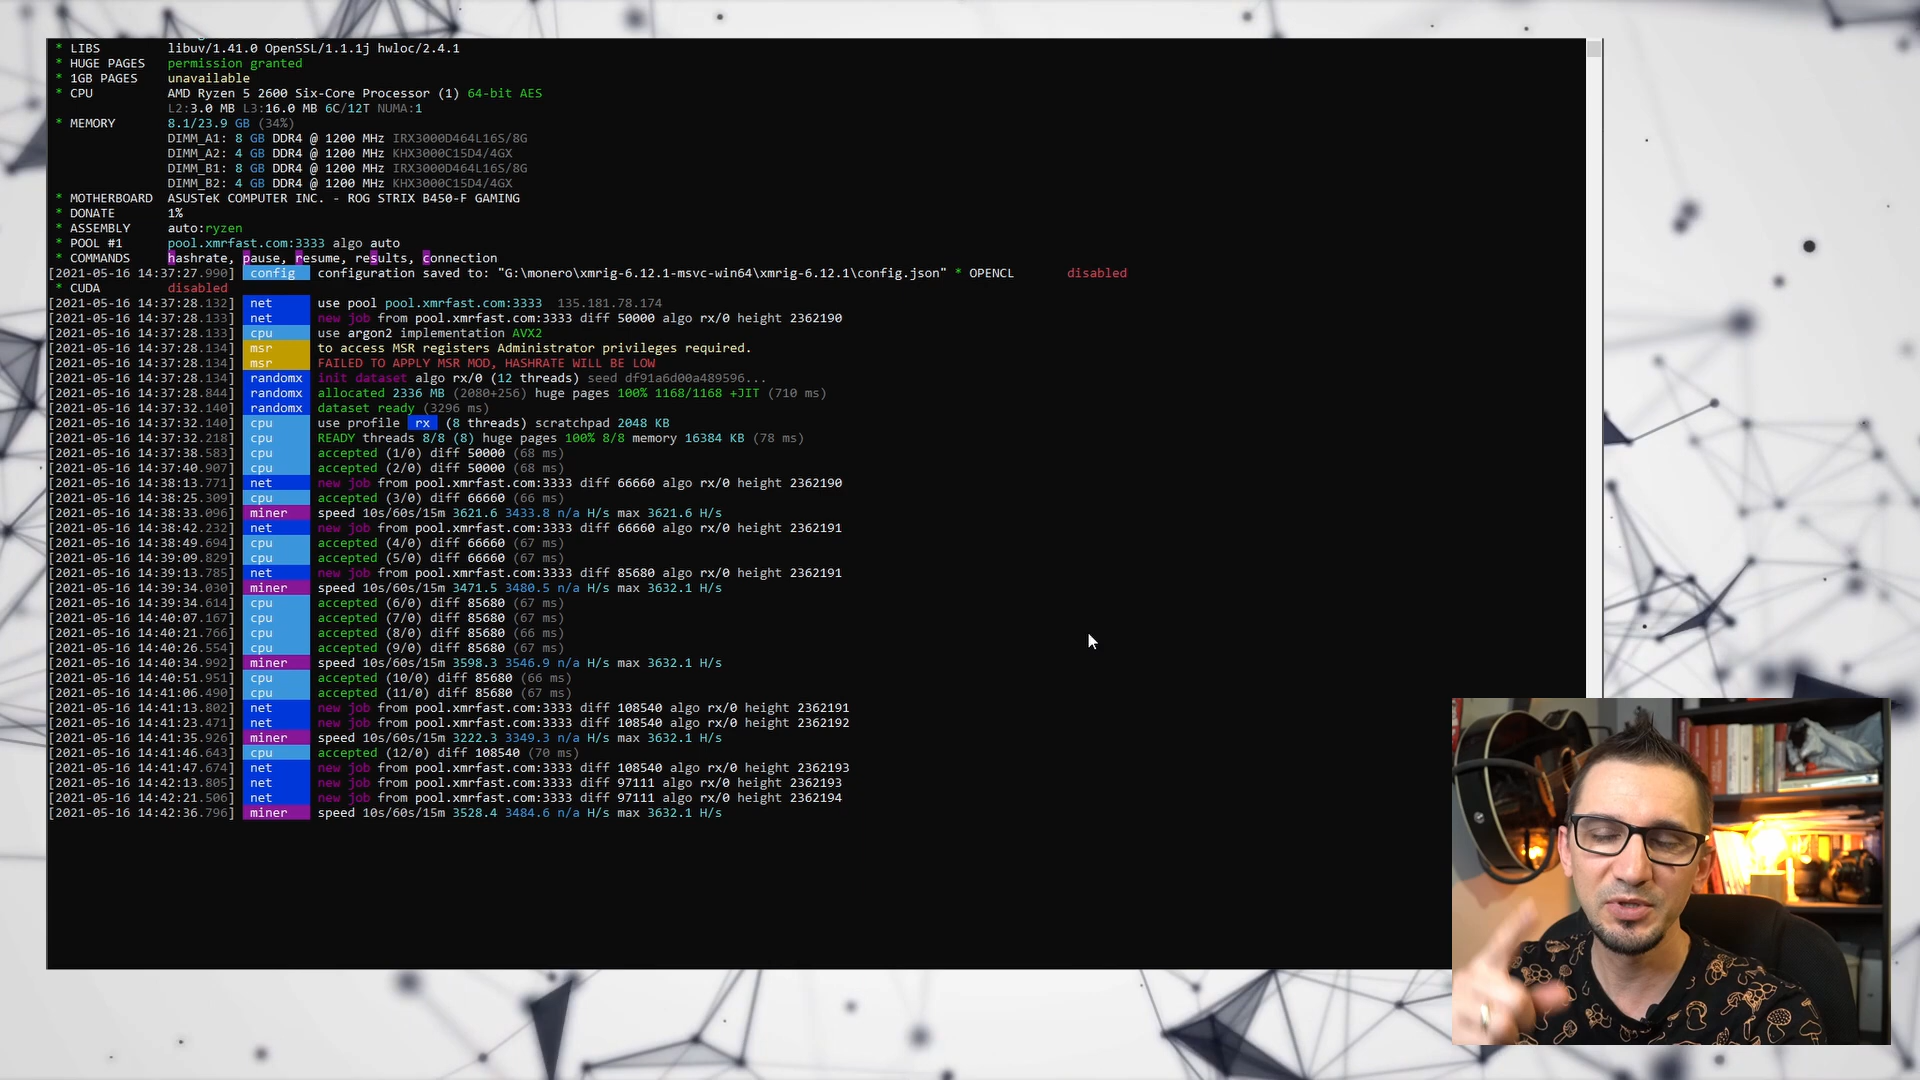 * LIBS libuv/1.41.0 OpenSSL/1.1.1j hwloc/2.4.1
* HUGE PAGES permission granted
* 1GB PAGES unavailable
* CPU AMD Ryzen 5 2600 Six-Core Processor (1) 64-bit AES
L2:3.0 MB L3:16.0 MB 6C/12T NUMA:1
* MEMORY 8.1/23.9 GB (34%)
DIMM_A1: 8 GB DDR4 @ 1200 MHz IRX3000D464L16S/8G
DIMM_A2: 4 GB DDR4 @ 1200 MHz KHX3000C15D4/4GX
DIMM_B1: 8 GB DDR4 @ 1200 MHz IRX3000D464L16S/8G
DIMM_B2: 4 GB DDR4 @ 1200 MHz KHX3000C15D4/4GX
* MOTHERBOARD ASUSTeK COMPUTER INC. - ROG STRIX B450-F GAMING
* DONATE 1%
* ASSEMBLY auto:ryzen
* POOL #1 pool.xmrfast.com:3333 algo auto
* COMMANDS hashrate, pause, resume, results, connection
[2021-05-16 14:37:27.990] config configuration saved to: "G:\monero\xmrig-6.12.1-msvc-win64\xmrig-6.12.1\config.json" * OPENCL disabled
* CUDA disabled
[2021-05-16 14:37:28.132] net use pool pool.xmrfast.com:3333 135.181.78.174
[2021-05-16 14:37:28.133] net new job from pool.xmrfast.com:3333 diff 50000 algo rx/0 height 2362190
[2021-05-16 14:37:28.133] cpu use argon2 implementation AVX2
[2021-05-16 14:37:28.134] msr to access MSR registers Administrator privileges required.
[2021-05-16 14:37:28.134] msr FAILED TO APPLY MSR MOD, HASHRATE WILL BE LOW
[2021-05-16 14:37:28.134] randomx init dataset algo rx/0 (12 threads) seed df91a6d00a489596...
[2021-05-16 14:37:28.844] randomx allocated 2336 MB (2080+256) huge pages 100% 1168/1168 +JIT (710 ms)
[2021-05-16 14:37:32.140] randomx dataset ready (3296 ms)
[2021-05-16 14:37:32.140] cpu use profile rx (8 threads) scratchpad 2048 KB
[2021-05-16 14:37:32.218] cpu READY threads 8/8 (8) huge pages 100% 8/8 memory 16384 KB (78 ms)
[2021-05-16 14:37:38.583] cpu accepted (1/0) diff 50000 (68 ms)
[2021-05-16 14:37:40.907] cpu accepted (2/0) diff 50000 (68 ms)
[2021-05-16 14:38:13.771] net new job from pool.xmrfast.com:3333 diff 66660 algo rx/0 height 2362190
[2021-05-16 14:38:25.309] cpu accepted (3/0) diff 66660 (66 ms)
[2021-05-16 14:38:33.096] miner speed 10s/60s/15m 3621.6 3433.8 n/a H/s max 3621.6 H/s
[2021-05-16 14:38:42.232] net new job from pool.xmrfast.com:3333 diff 66660 algo rx/0 height 2362191
[2021-05-16 14:38:49.694] cpu accepted (4/0) diff 66660 (67 ms)
[2021-05-16 14:39:09.829] cpu accepted (5/0) diff 66660 (67 ms)
[2021-05-16 14:39:13.785] net new job from pool.xmrfast.com:3333 diff 85680 algo rx/0 height 2362191
[2021-05-16 14:39:34.030] miner speed 10s/60s/15m 3471.5 3480.5 n/a H/s max 3632.1 H/s
[2021-05-16 14:39:34.614] cpu accepted (6/0) diff 85680 (67 ms)
[2021-05-16 14:40:07.167] cpu accepted (7/0) diff 85680 (67 ms)
[2021-05-16 14:40:21.766] cpu accepted (8/0) diff 85680 (66 ms)
[2021-05-16 14:40:26.554] cpu accepted (9/0) diff 85680 (67 ms)
[2021-05-16 14:40:34.992] miner speed 10s/60s/15m 3598.3 3546.9 n/a H/s max 3632.1 H/s
[2021-05-16 14:40:51.951] cpu accepted (10/0) diff 85680 (66 ms)
[2021-05-16 14:41:06.490] cpu accepted (11/0) diff 85680 (67 ms)
[2021-05-16 14:41:13.802] net new job from pool.xmrfast.com:3333 diff 108540 algo rx/0 height 2362191
[2021-05-16 14:41:23.471] net new job from pool.xmrfast.com:3333 diff 108540 algo rx/0 height 2362192
[2021-05-16 14:41:35.926] miner speed 10s/60s/15m 3222.3 3349.3 n/a H/s max 3632.1 H/s
[2021-05-16 14:41:46.643] cpu accepted (12/0) diff 108540 (70 ms)
[2021-05-16 14:41:47.674] net new job from pool.xmrfast.com:3333 diff 108540 algo rx/0 height 2362193
[2021-05-16 14:42:13.805] net new job from pool.xmrfast.com:3333 diff 97111 algo rx/0 height 2362193
[2021-05-16 14:42:21.506] net new job from pool.xmrfast.com:3333 diff 97111 algo rx/0 height 2362194
[2021-05-16 14:42:36.796] miner speed 10s/60s/15m 3528.4 3484.6 n/a H/s max 3632.1 H/s